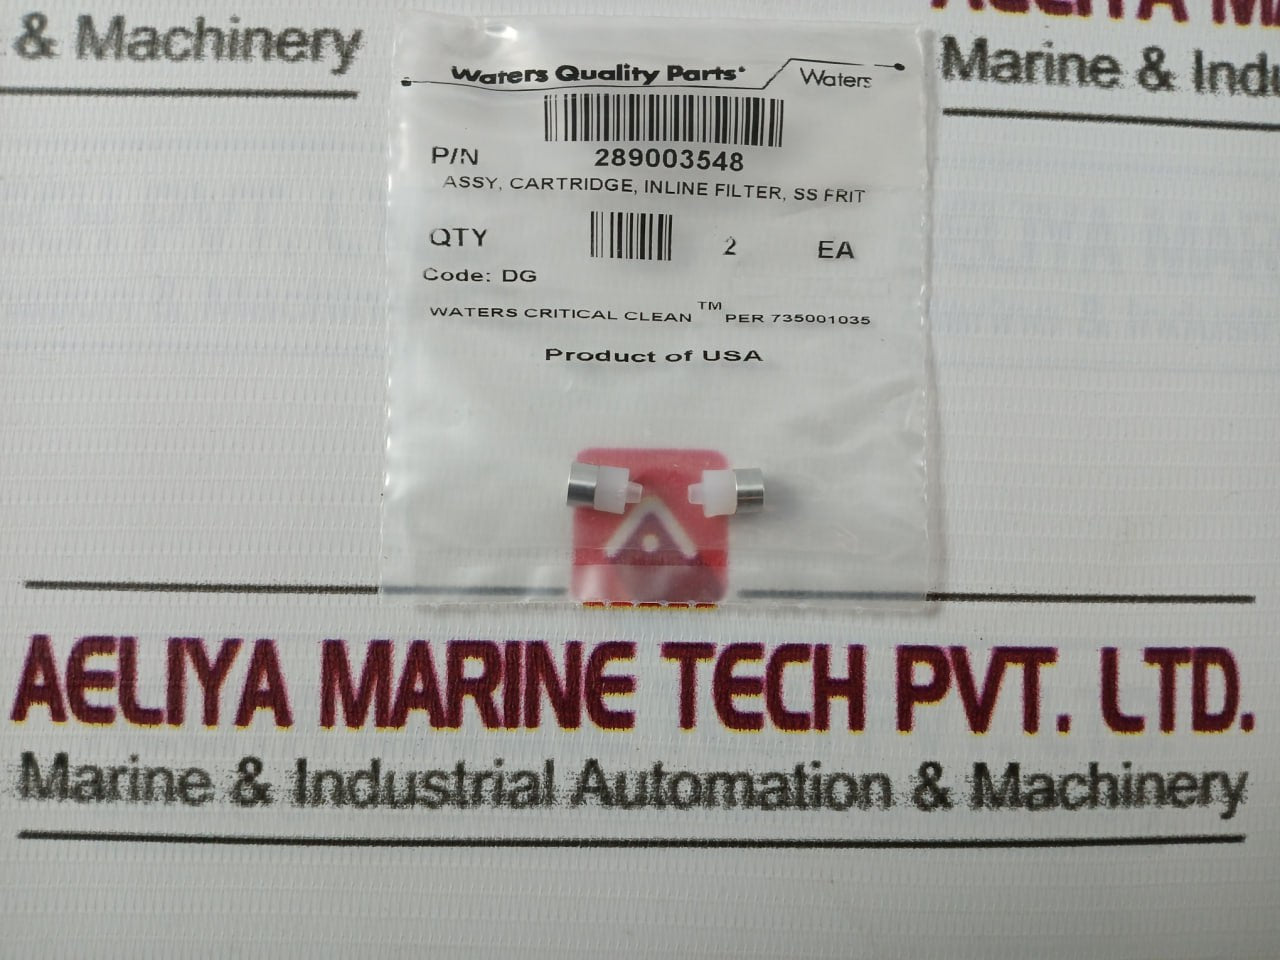 & Machinery
AELIYA M
Marine & Indu
Waters Quality Parts
Waters
P/N 289003548
ASSY, CARTRIDGE, INLINE FILTER, SS FRIT
QTY 2 EA
Code: DG
WATERS CRITICAL CLEAN ™ PER 735001035
Product of USA
AELIYA MARINE TECH PVT. LTD.
Marine & Industrial Automation & Machinery